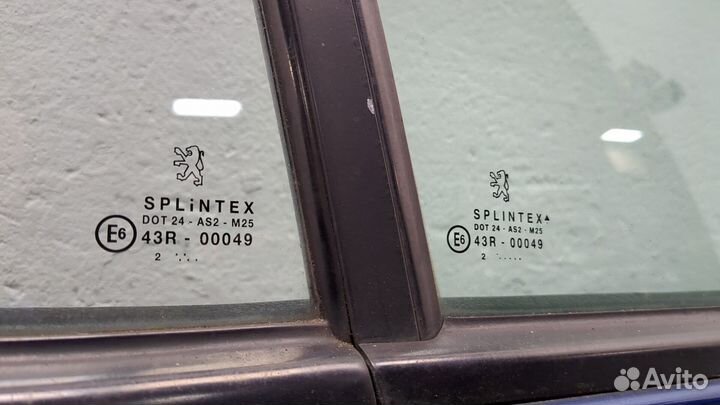 SPLiNTEX
DOT 24 - AS2 - M25
E6 43R - 00049
2 ..:..
SPLINTEX▲
DOT 24 - AS2 - M25
E6 43R - 00049
2 .....
Avito